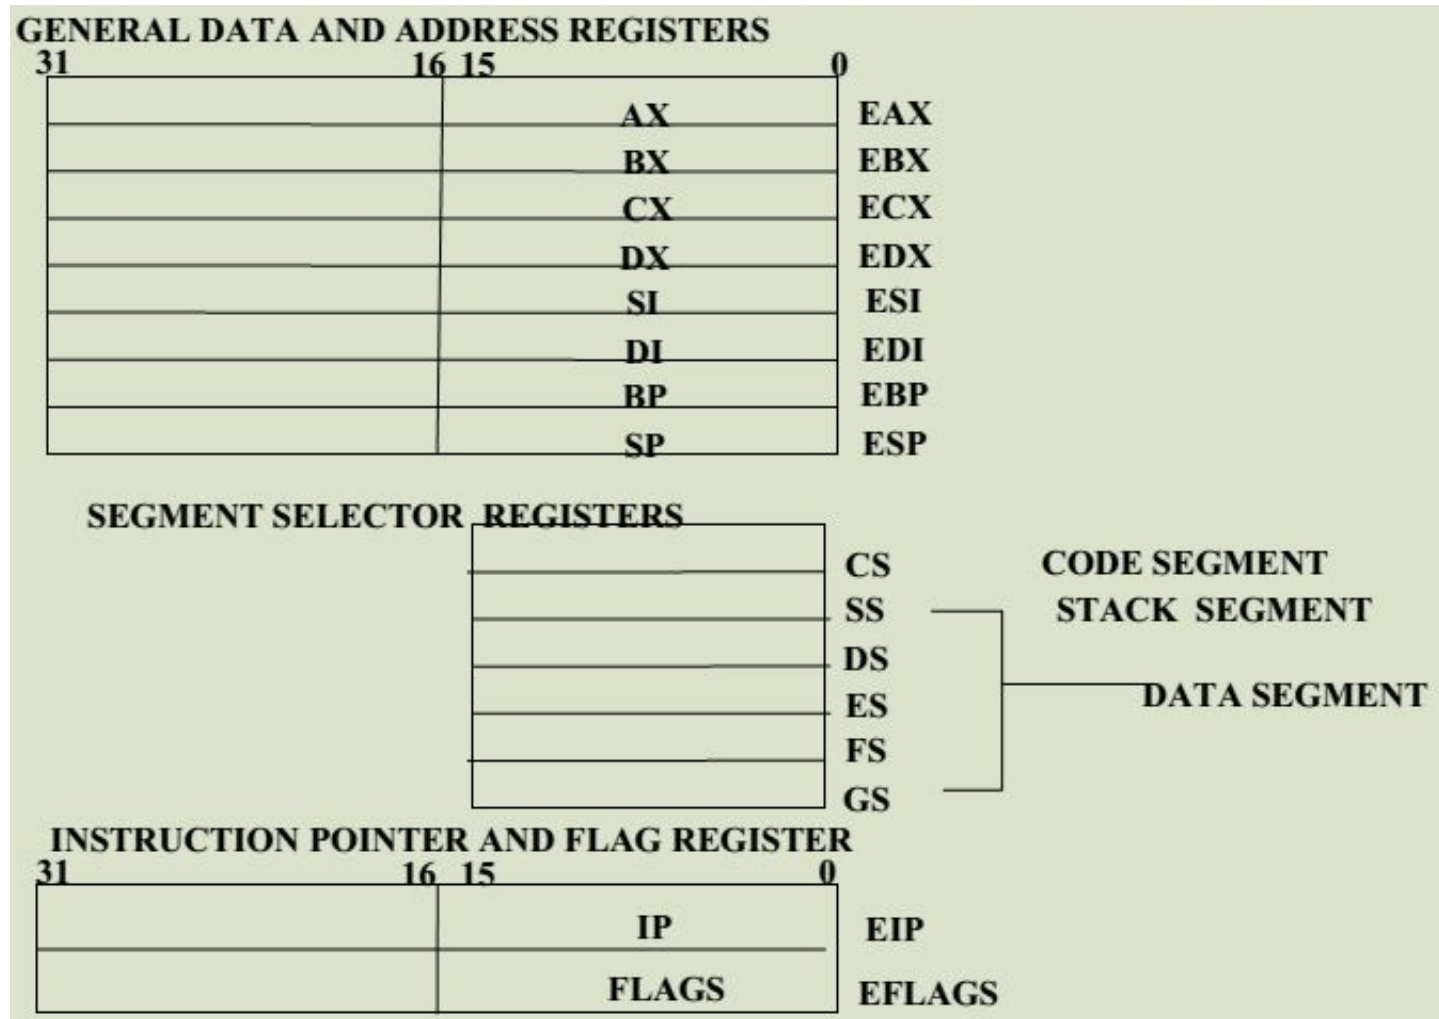 GENERAL DATA AND ADDRESS REGISTERS
31 16 15 0
AX EAX
BX EBX
CX ECX
DX EDX
SI ESI
DI EDI
BP EBP
SP ESP
SEGMENT SELECTOR REGISTERS
CS CODE SEGMENT
SS STACK SEGMENT
DS
ES DATA SEGMENT
FS
GS
INSTRUCTION POINTER AND FLAG REGISTER
31 16 15 0
IP EIP
FLAGS EFLAGS